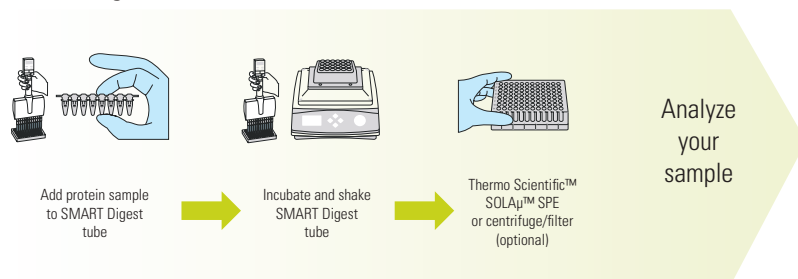 Add protein sample
to SMART Digest
tube
Incubate and shake
SMART Digest
tube
Thermo Scientific™
SOLAµ™ SPE
or centrifuge/filter
(optional)
Analyze
your
sample